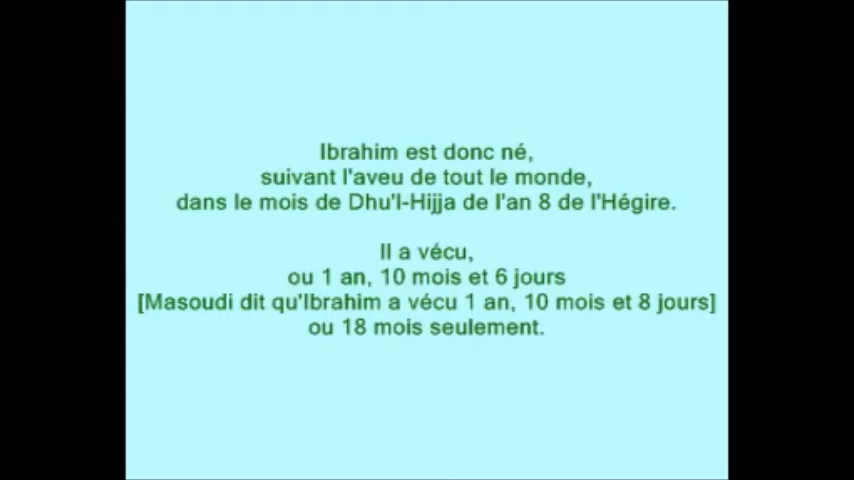 Ibrahim est donc né,
suivant l'aveu de tout le monde,
dans le mois de Dhu'l-Hijja de l'an 8 de l'Hégire.
Il a vécu,
ou 1 an, 10 mois et 6 jours
[Masoudi dit qu'Ibrahim a vécu 1 an, 10 mois et 8 jours]
ou 18 mois seulement.